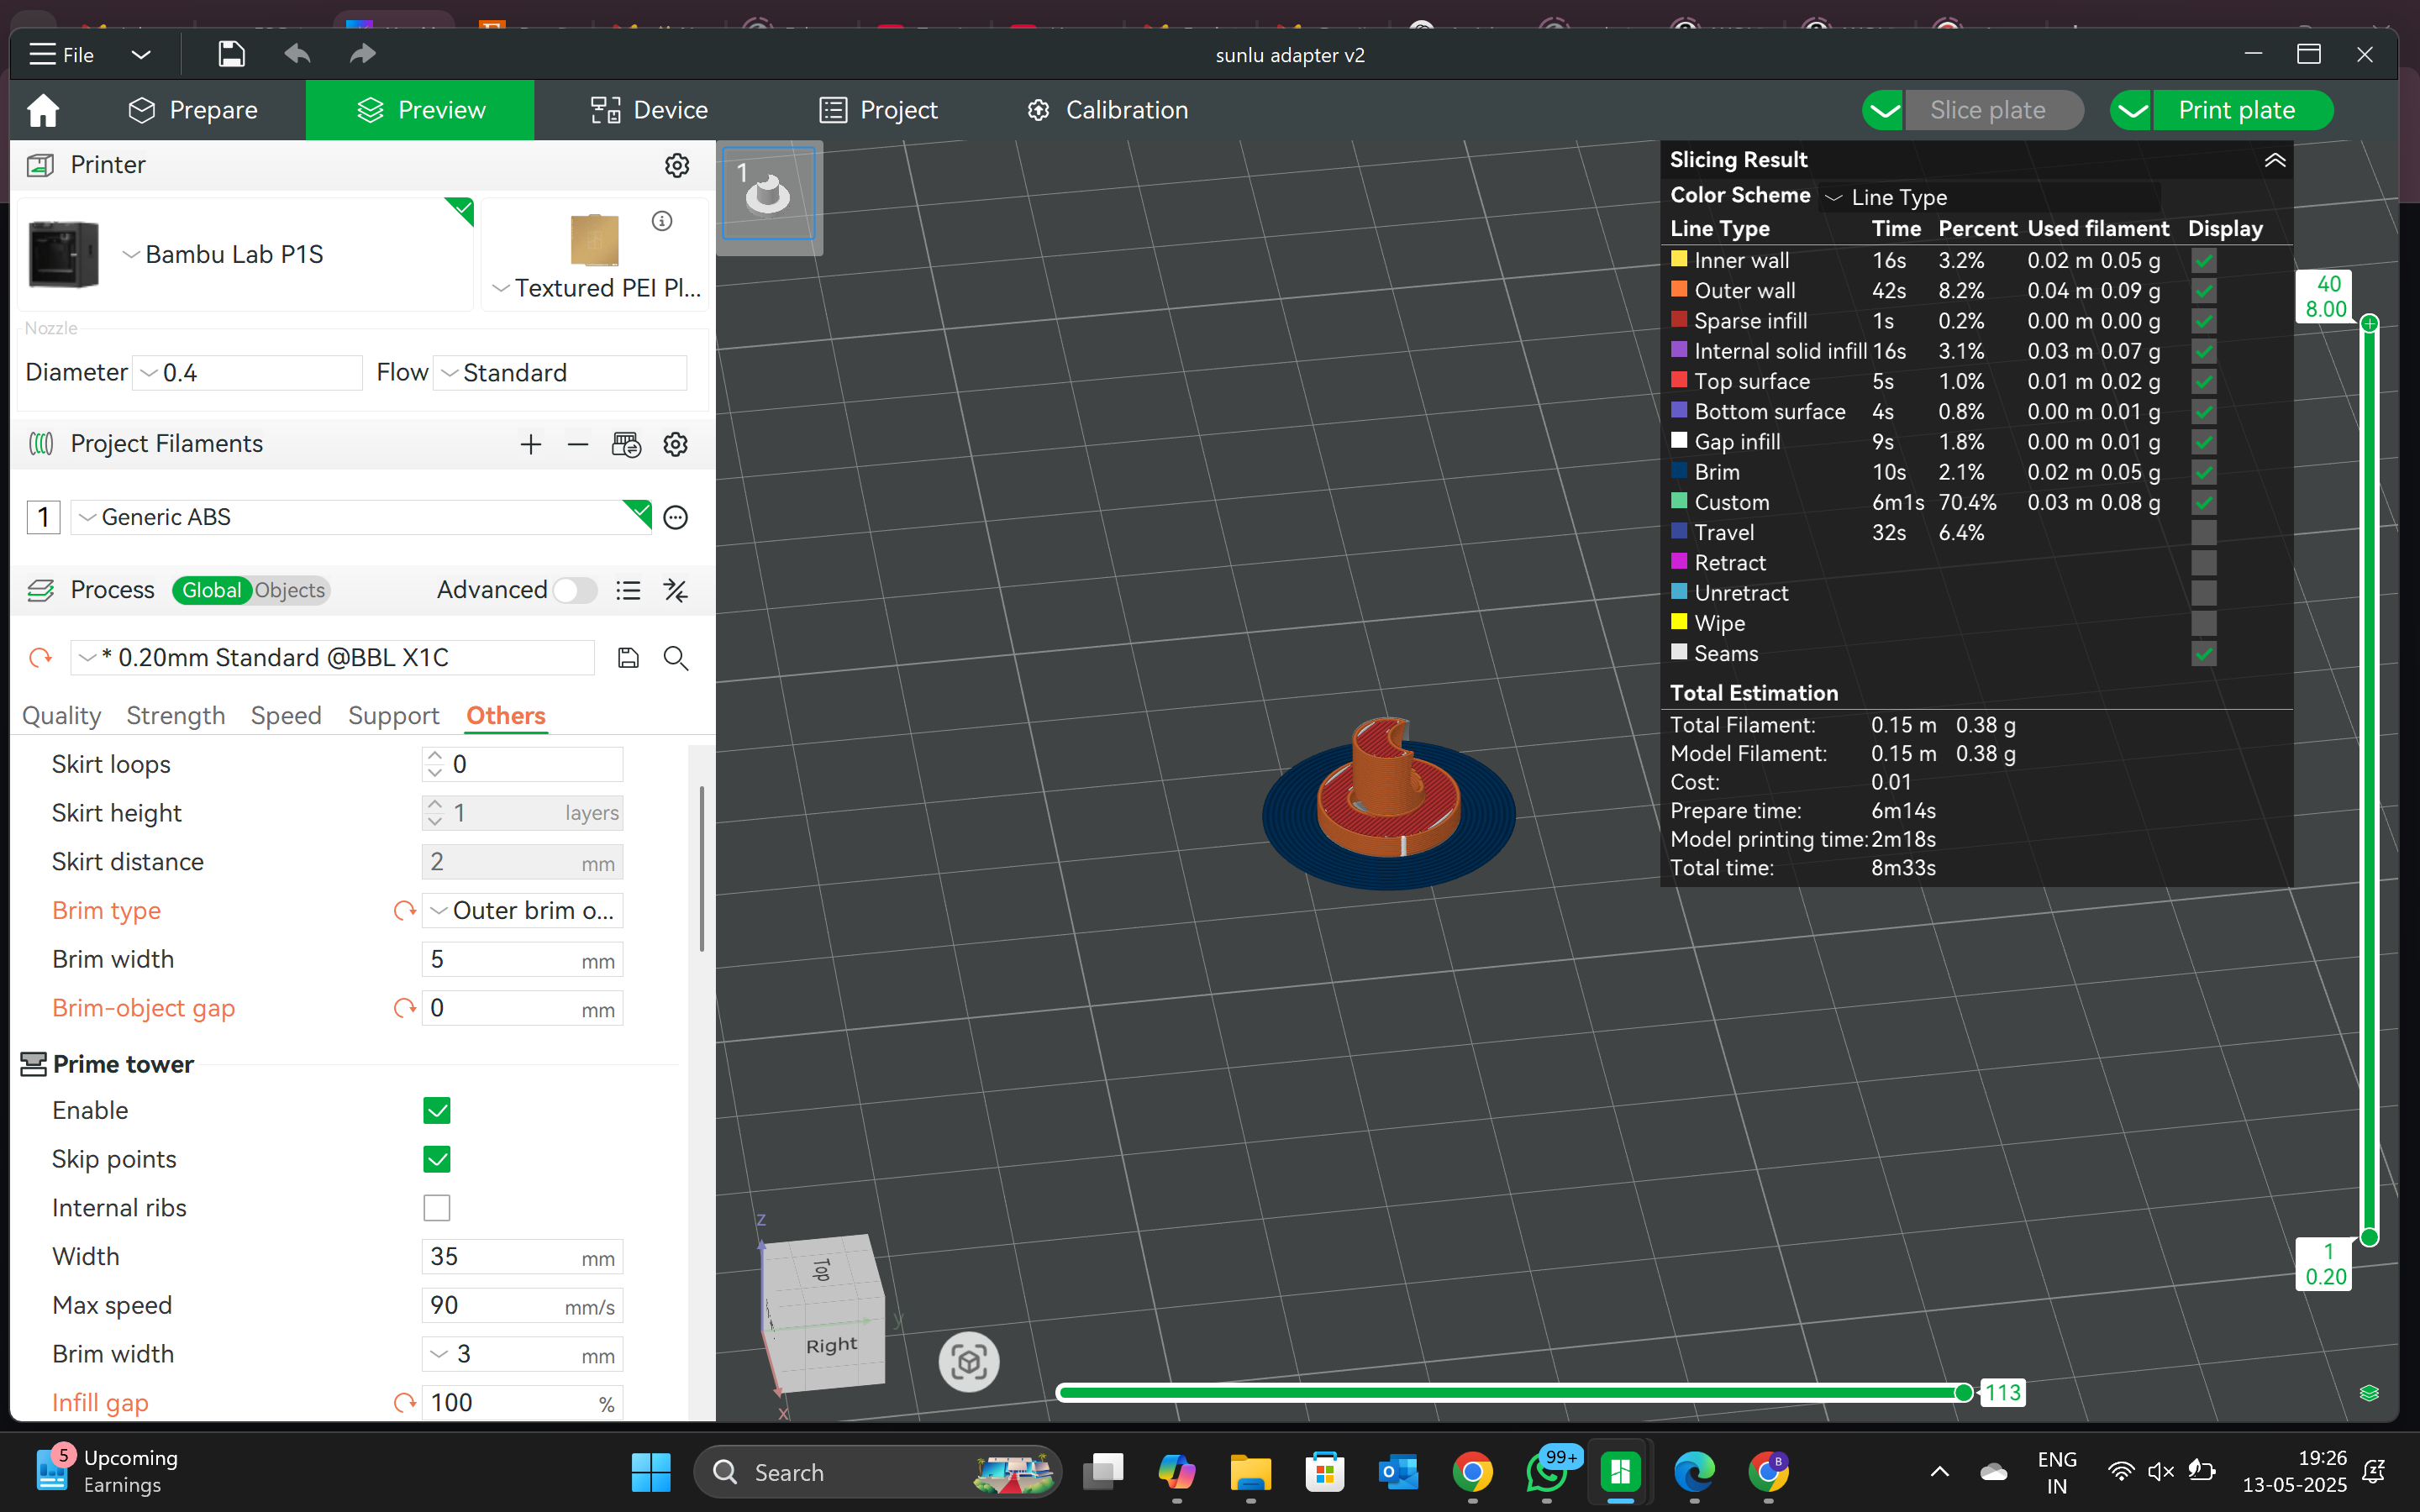 File
sunlu adapter v2
Prepare
Preview
Device
Project
Calibration
Slice plate
Print plate
Printer
Bambu Lab P1S
Textured PEI Pl...
Nozzle
Diameter
0.4
Flow
Standard
Project Filaments
1
Generic ABS
Process
Global
Objects
Advanced
* 0.20mm Standard @BBL X1C
Quality
Strength
Speed
Support
Others
Skirt loops
0
Skirt height
1
layers
Skirt distance
2
mm
Brim type
Outer brim o...
Brim width
5
mm
Brim-object gap
0
mm
Prime tower
Enable
Skip points
Internal ribs
Width
35
mm
Max speed
90
mm/s
Brim width
3
mm
Infill gap
100
%
1
Slicing Result
Color Scheme
Line Type
Line Type Time Percent Used filament Display
Inner wall 16s 3.2% 0.02 m 0.05 g
Outer wall 42s 8.2% 0.04 m 0.09 g
Sparse infill 1s 0.2% 0.00 m 0.00 g
Internal solid infill 16s 3.1% 0.03 m 0.07 g
Top surface 5s 1.0% 0.01 m 0.02 g
Bottom surface 4s 0.8% 0.00 m 0.01 g
Gap infill 9s 1.8% 0.00 m 0.01 g
Brim 10s 2.1% 0.02 m 0.05 g
Custom 6m1s 70.4% 0.03 m 0.08 g
Travel 32s 6.4%
Retract
Unretract
Wipe
Seams
Total Estimation
Total Filament: 0.15 m 0.38 g
Model Filament: 0.15 m 0.38 g
Cost: 0.01
Prepare time: 6m14s
Model printing time: 2m18s
Total time: 8m33s
40
8.00
1
0.20
z
Top
y
Right
x
113
5
Upcoming
Earnings
Search
99+
B
ENG
IN
19:26
13-05-2025